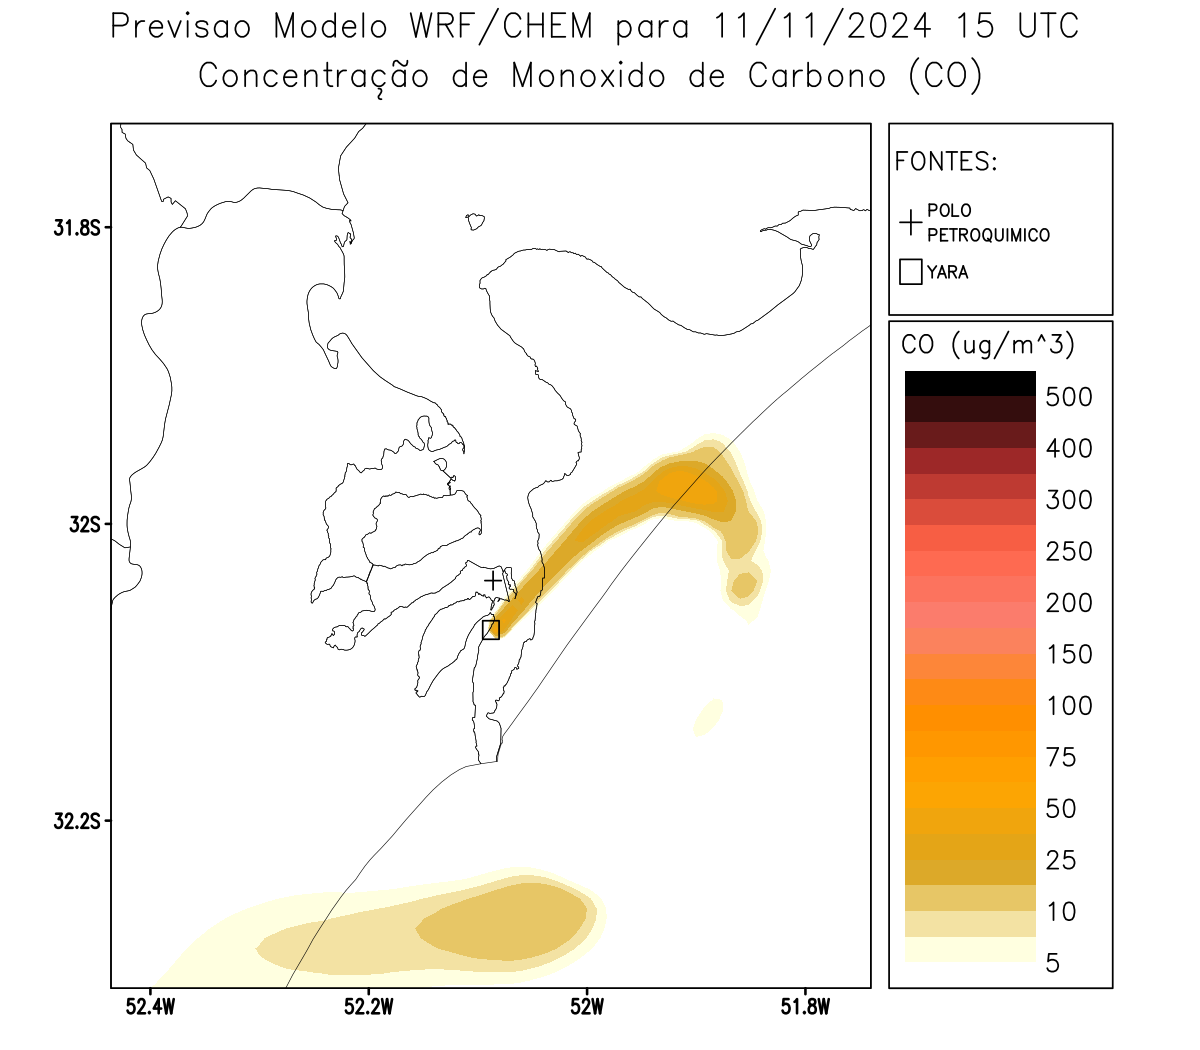 Previsao Modelo WRF/CHEM para 11/11/2024 15 UTC
Concentração de Monoxido de Carbono (CO)
FONTES:
POLO
PETROQUIMICO
YARA
CO (ug/m^3)
500
400
300
250
200
150
100
75
50
25
10
5
31.8S
32S
32.2S
52.4W
52.2W
52W
51.8W